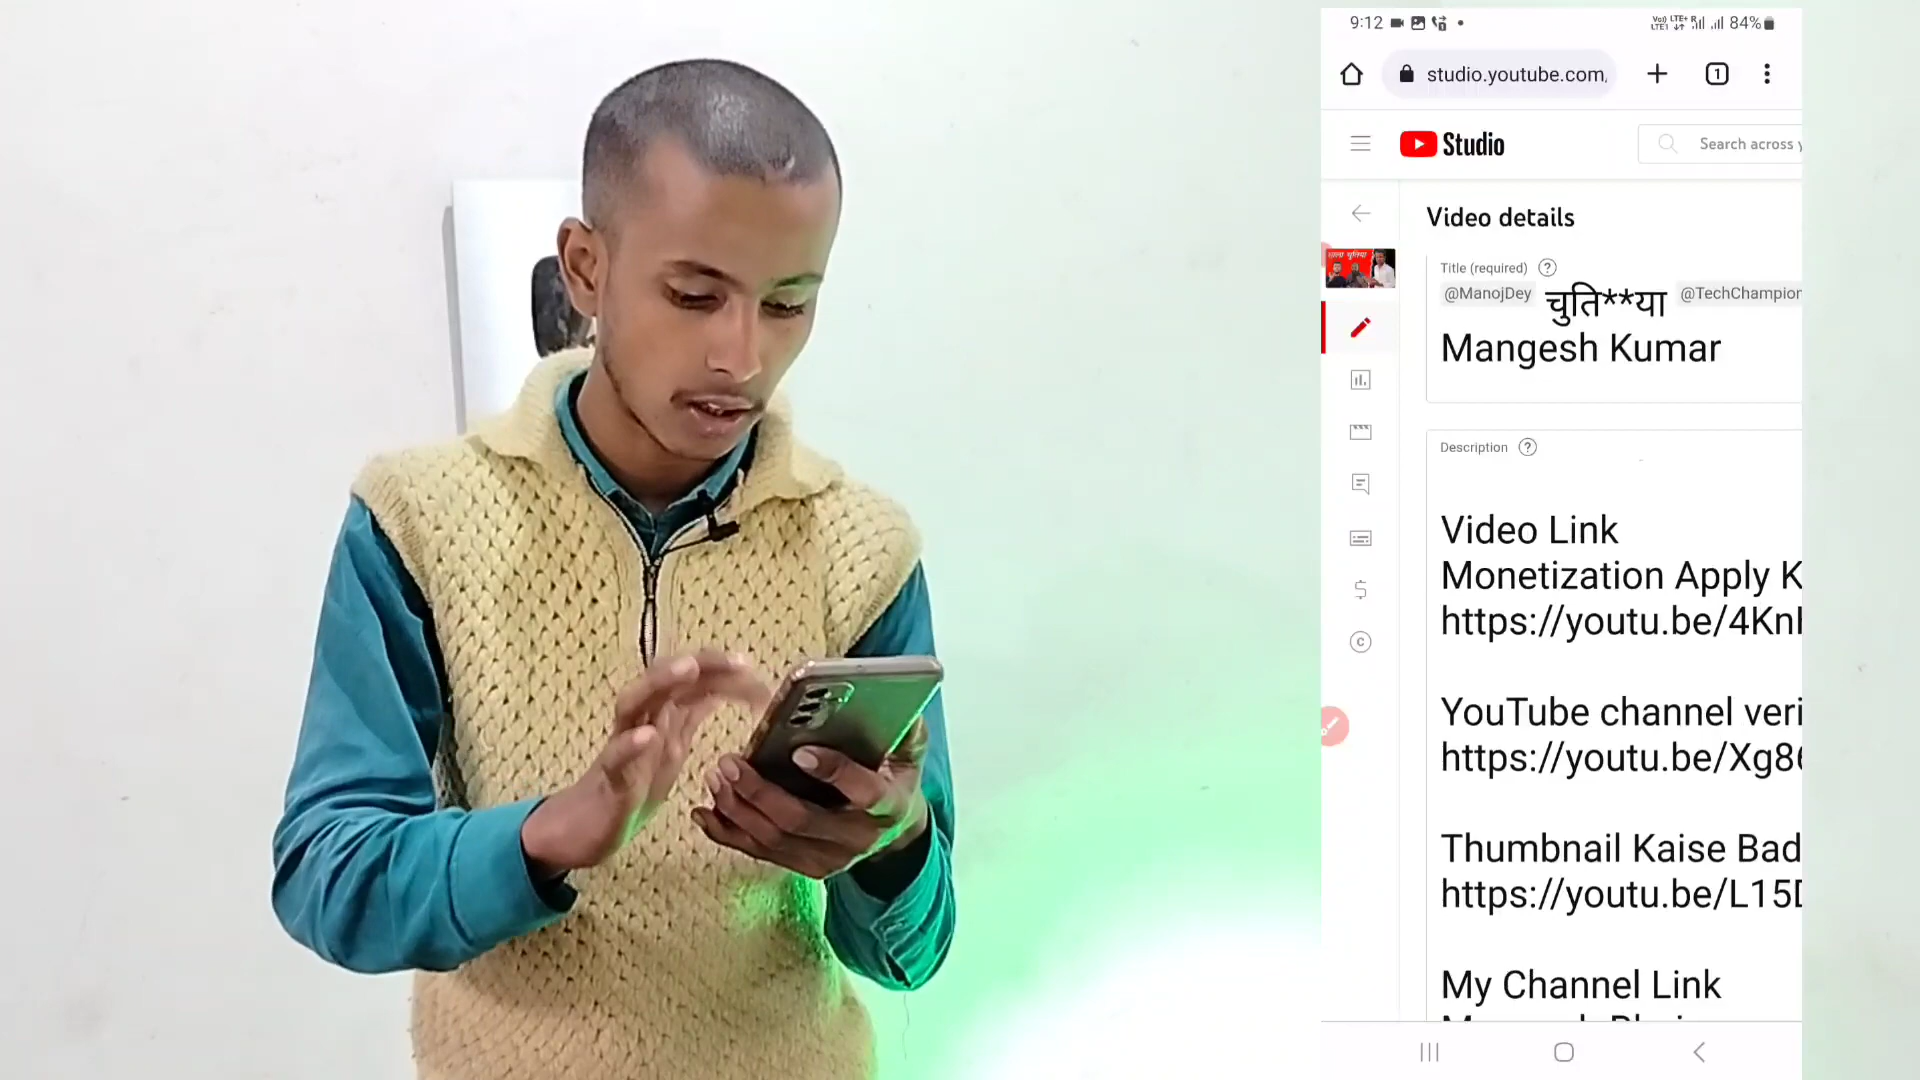 9:12
84%
studio.youtube.com
1
Studio
Search across
Video details
Title (required)
@ManojDey चुति**या @TechChampion
Mangesh Kumar
Description
Video Link
Monetization Apply K
https://youtu.be/4Kn
YouTube channel veri
https://youtu.be/Xg8
Thumbnail Kaise Bad
https://youtu.be/L15
My Channel Link